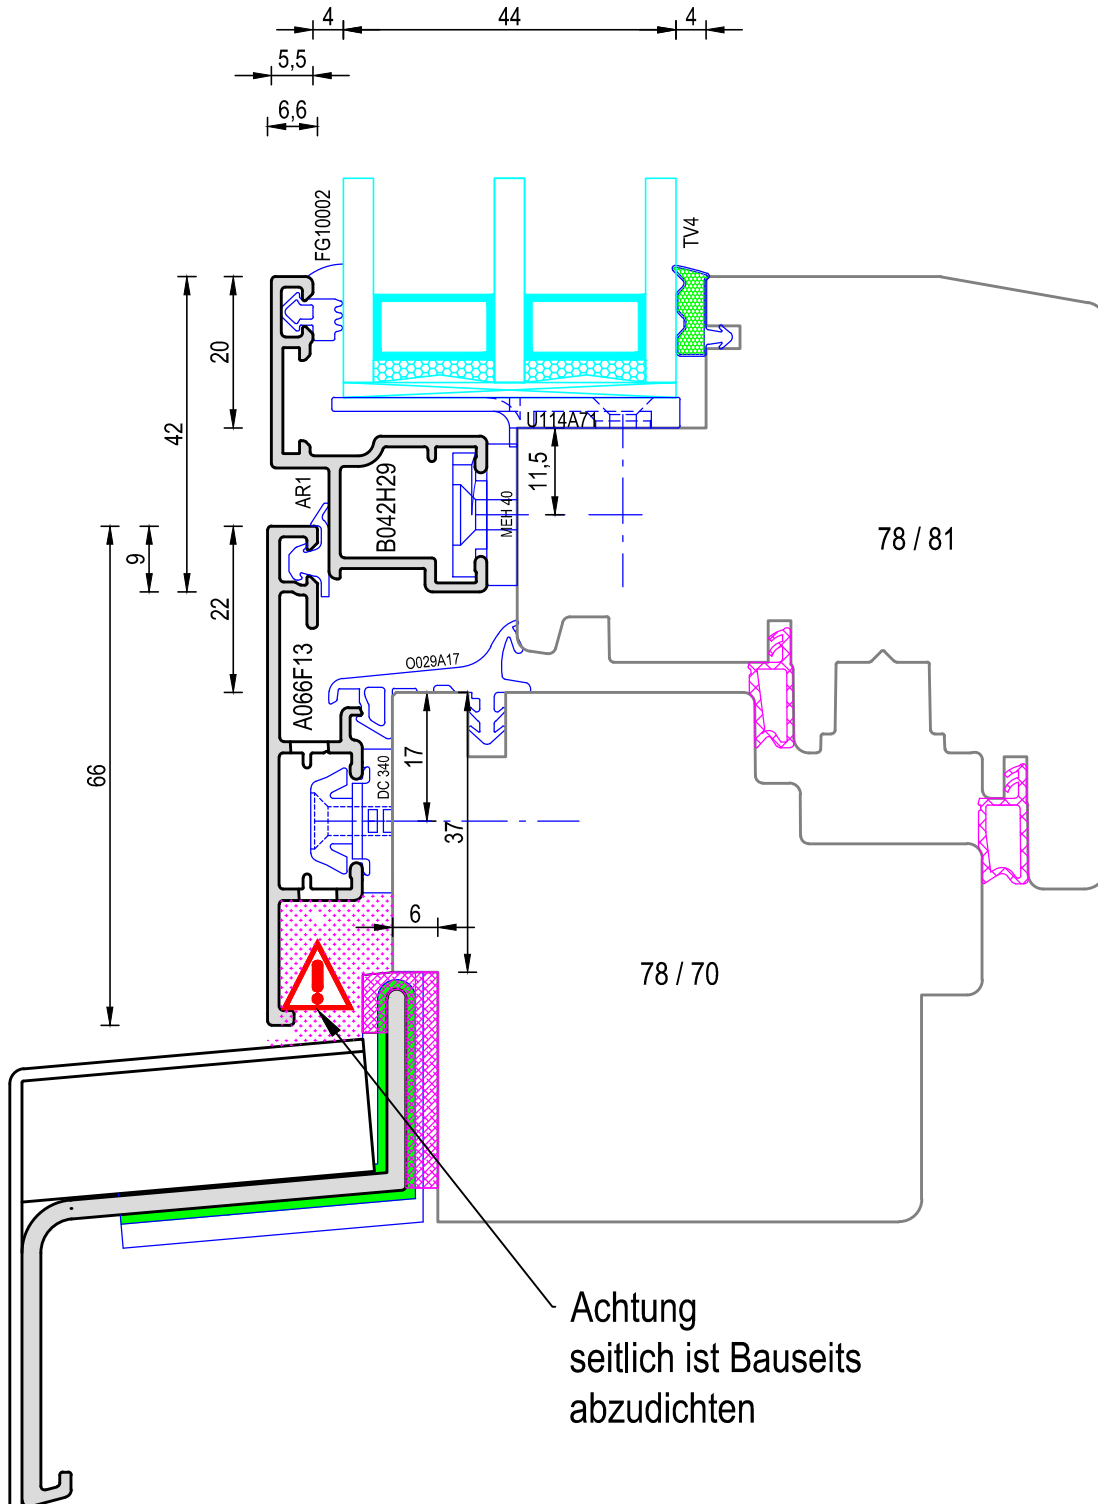 4
44
4
5,5
6,6
FG10002
TV4
20
42
U114A71
11,5
AR1
B042H29
MEH 40
78 / 81
9
22
O029A17
A066F13
66
17
DC 340
37
6
78 / 70
Achtung
seitlich ist Bauseits
abzudichten